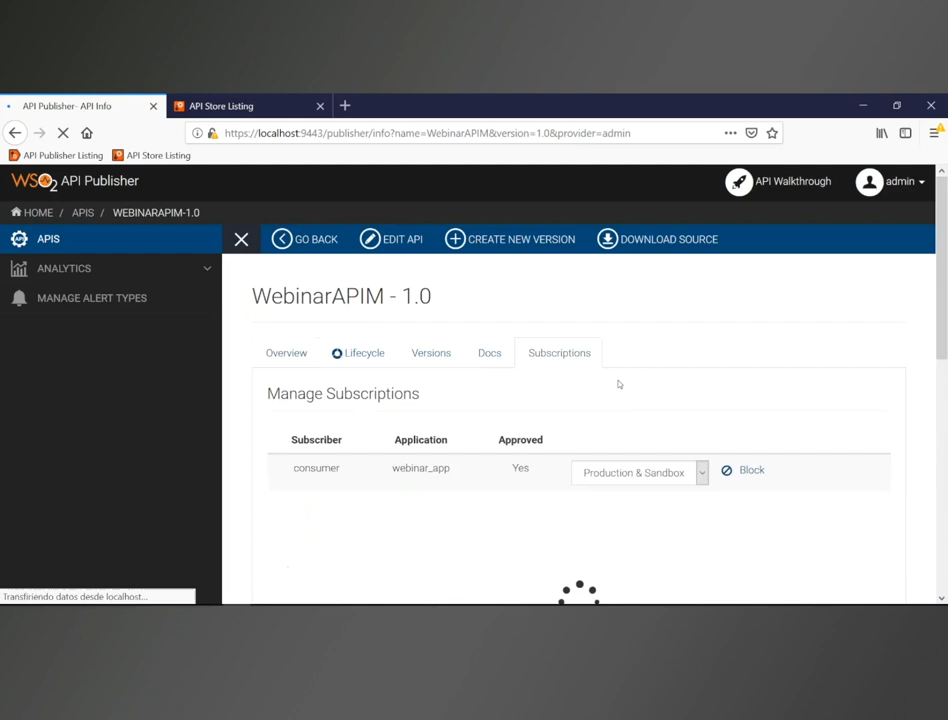 API Publisher- API Info
API Store Listing
https://localhost:9443/publisher/info?name=WebinarAPIM&version=1.0&provider=admin
API Publisher Listing
API Store Listing
WSO2 API Publisher
API Walkthrough
admin
HOME / APIS / WEBINARAPIM-1.0
APIS
GO BACK
EDIT API
CREATE NEW VERSION
DOWNLOAD SOURCE
ANALYTICS
MANAGE ALERT TYPES
WebinarAPIM - 1.0
Overview
Lifecycle
Versions
Docs
Subscriptions
Manage Subscriptions
Subscriber Application Approved
consumer webinar_app Yes Production & Sandbox Block
Transfiriendo datos desde localhost...